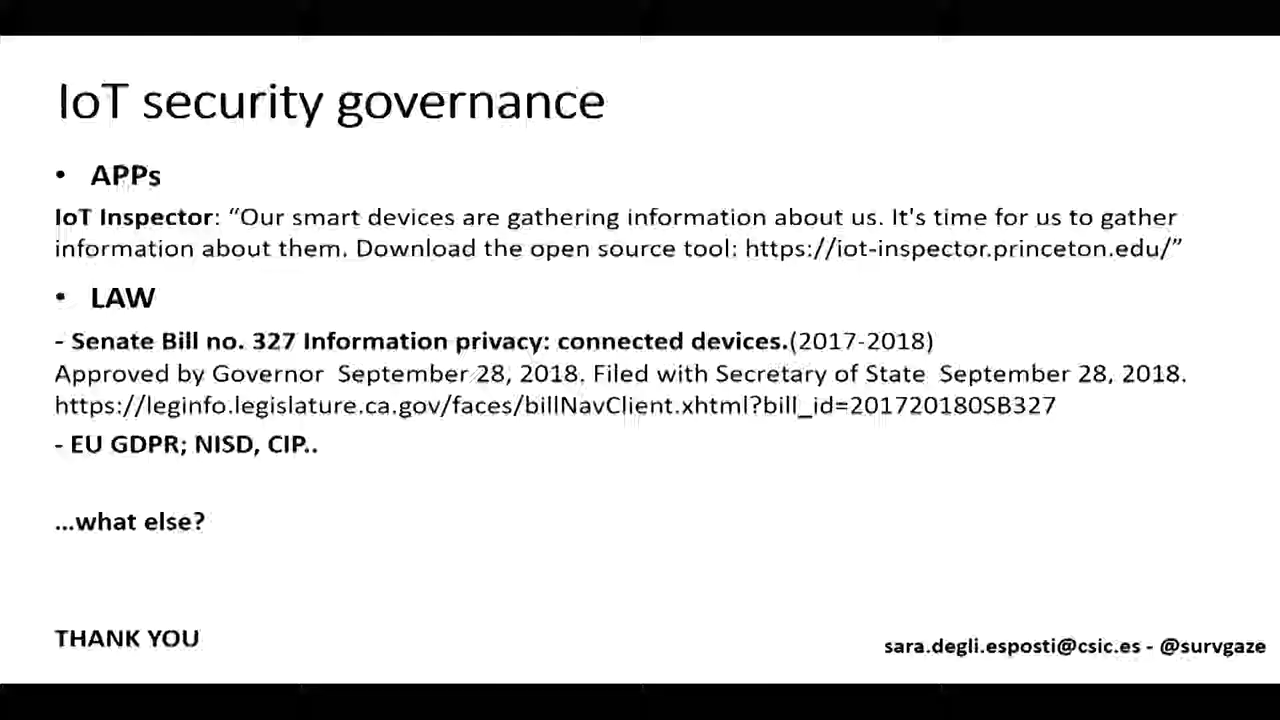 IoT security governance
• APPs
IoT Inspector: “Our smart devices are gathering information about us. It's time for us to gather
information about them. Download the open source tool: https://iot-inspector.princeton.edu/”
• LAW
- Senate Bill no. 327 Information privacy: connected devices.(2017-2018)
Approved by Governor  September 28, 2018. Filed with Secretary of State  September 28, 2018.
https://leginfo.legislature.ca.gov/faces/billNavClient.xhtml?bill_id=201720180SB327
- EU GDPR; NISD, CIP..
...what else?
THANK YOU
sara.degli.esposti@csic.es - @survgaze